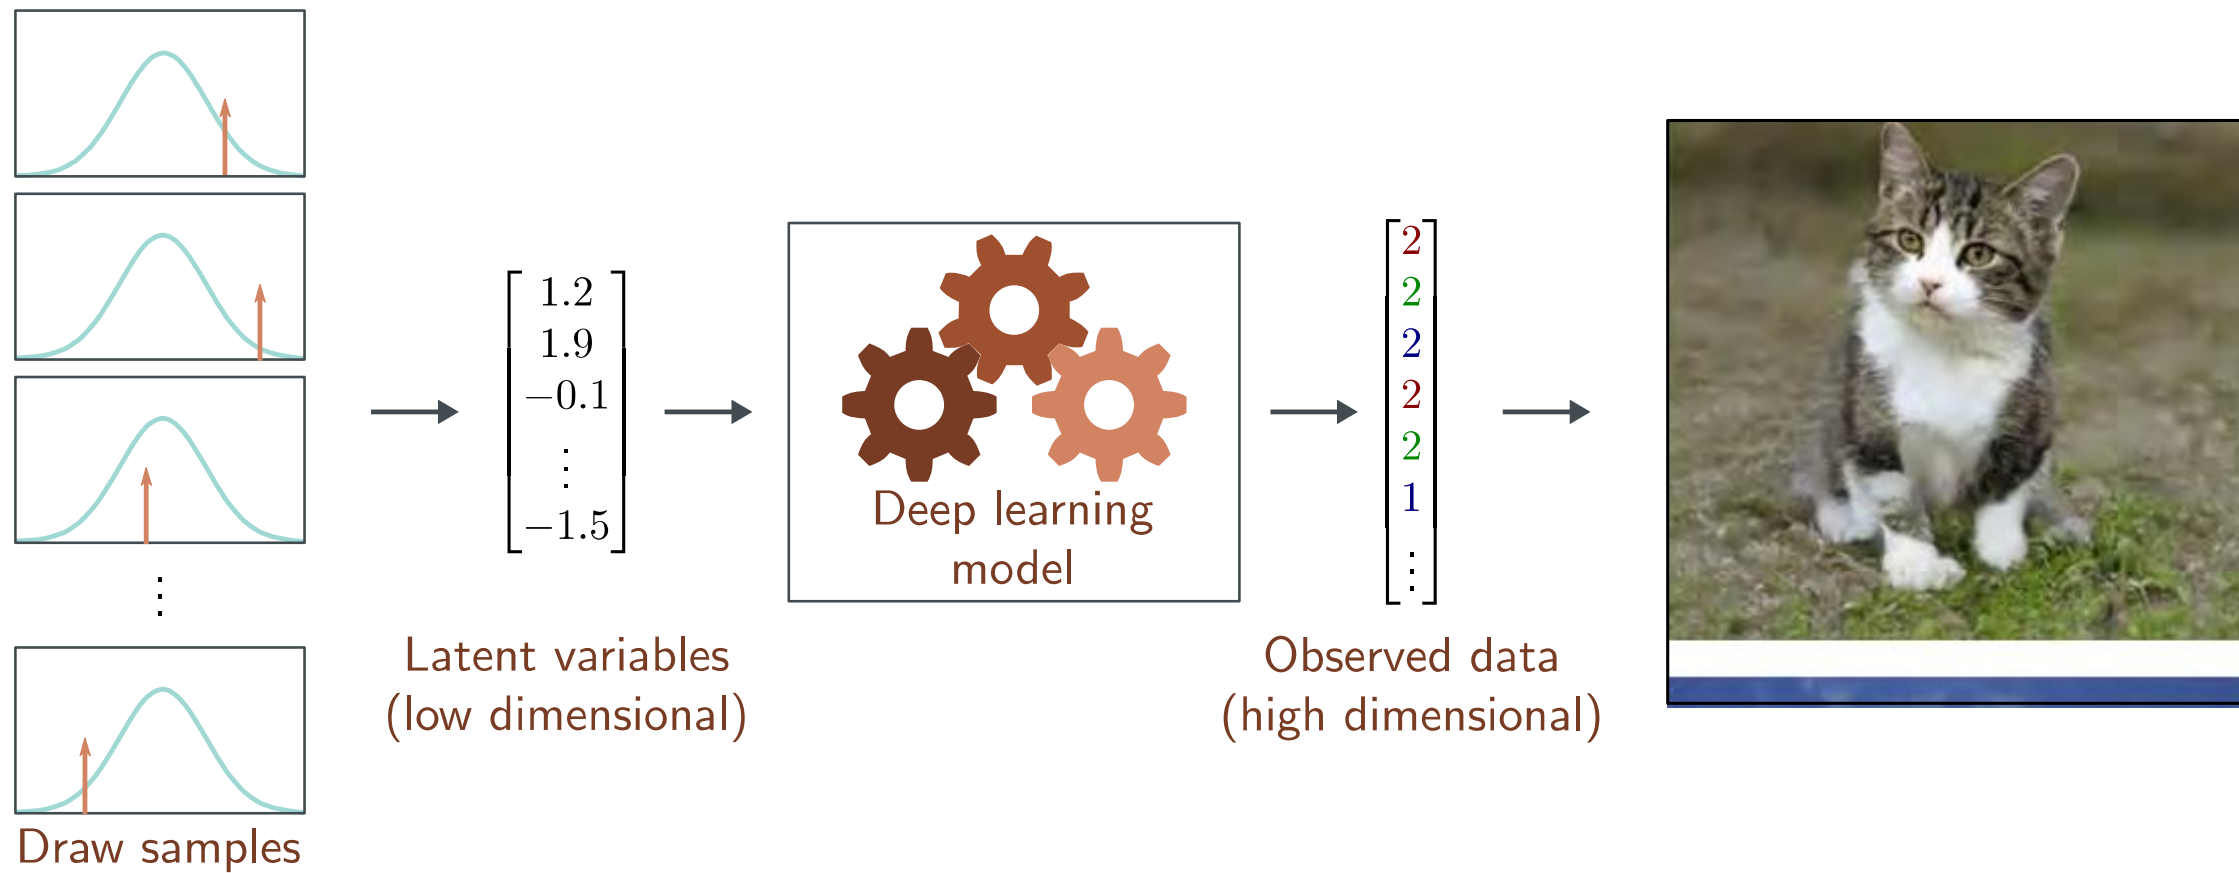 Draw samples
1.2
1.9
−0.1
⋮
−1.5
Latent variables
(low dimensional)
Deep learning
model
2
2
2
2
2
1
⋮
Observed data
(high dimensional)